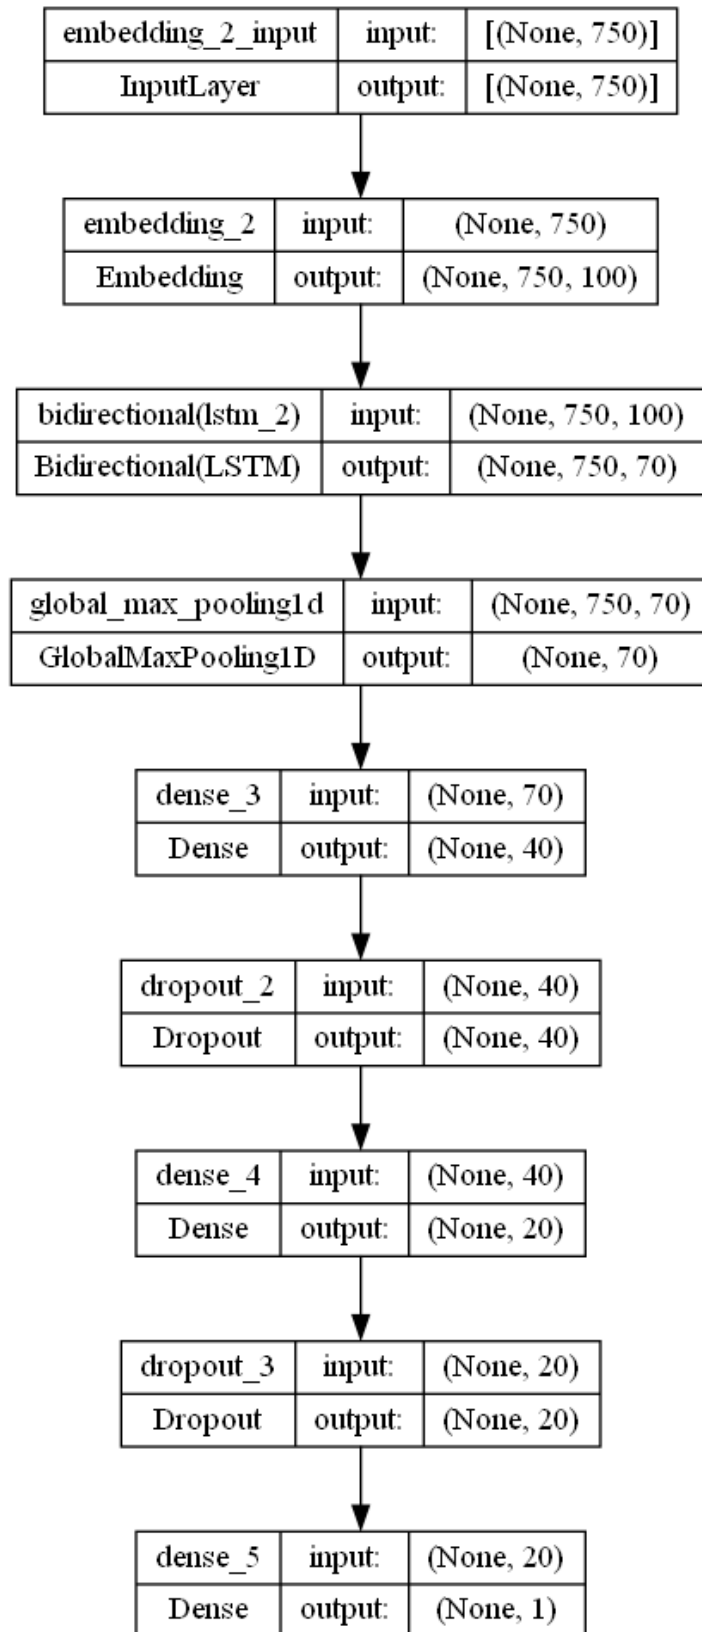 embedding_2_input input: [(None, 750)]
InputLayer output: [(None, 750)]
embedding_2 input: (None, 750)
Embedding output: (None, 750, 100)
bidirectional(lstm_2) input: (None, 750, 100)
Bidirectional(LSTM) output: (None, 750, 70)
global_max_pooling1d input: (None, 750, 70)
GlobalMaxPooling1D output: (None, 70)
dense_3 input: (None, 70)
Dense output: (None, 40)
dropout_2 input: (None, 40)
Dropout output: (None, 40)
dense_4 input: (None, 40)
Dense output: (None, 20)
dropout_3 input: (None, 20)
Dropout output: (None, 20)
dense_5 input: (None, 20)
Dense output: (None, 1)